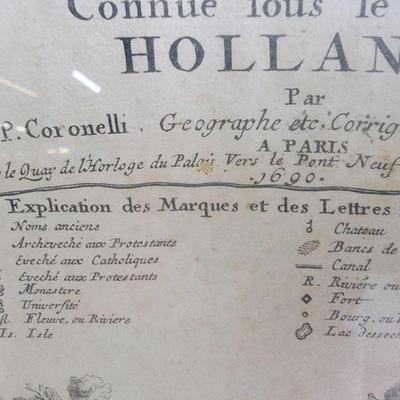 Connue sous le
HOLLAN
Par
P. Coronelli. Geographe etc. Corrig
A PARIS
le Quay de l'Horloge du Palais Vers le Pont Neuf
1690.
Explication des Marques et des Lettres
Noms anciens
Archeveché aux Protestants
Eveché aux Catholiques
Eveché aux Protestants
Monastere
Université
fl. Fleuve, ou Riviere
Is. Isle
Chateau
Bancs de
Canal
R. Riviére ou
Fort
Bourg, ou V
Lac dessech